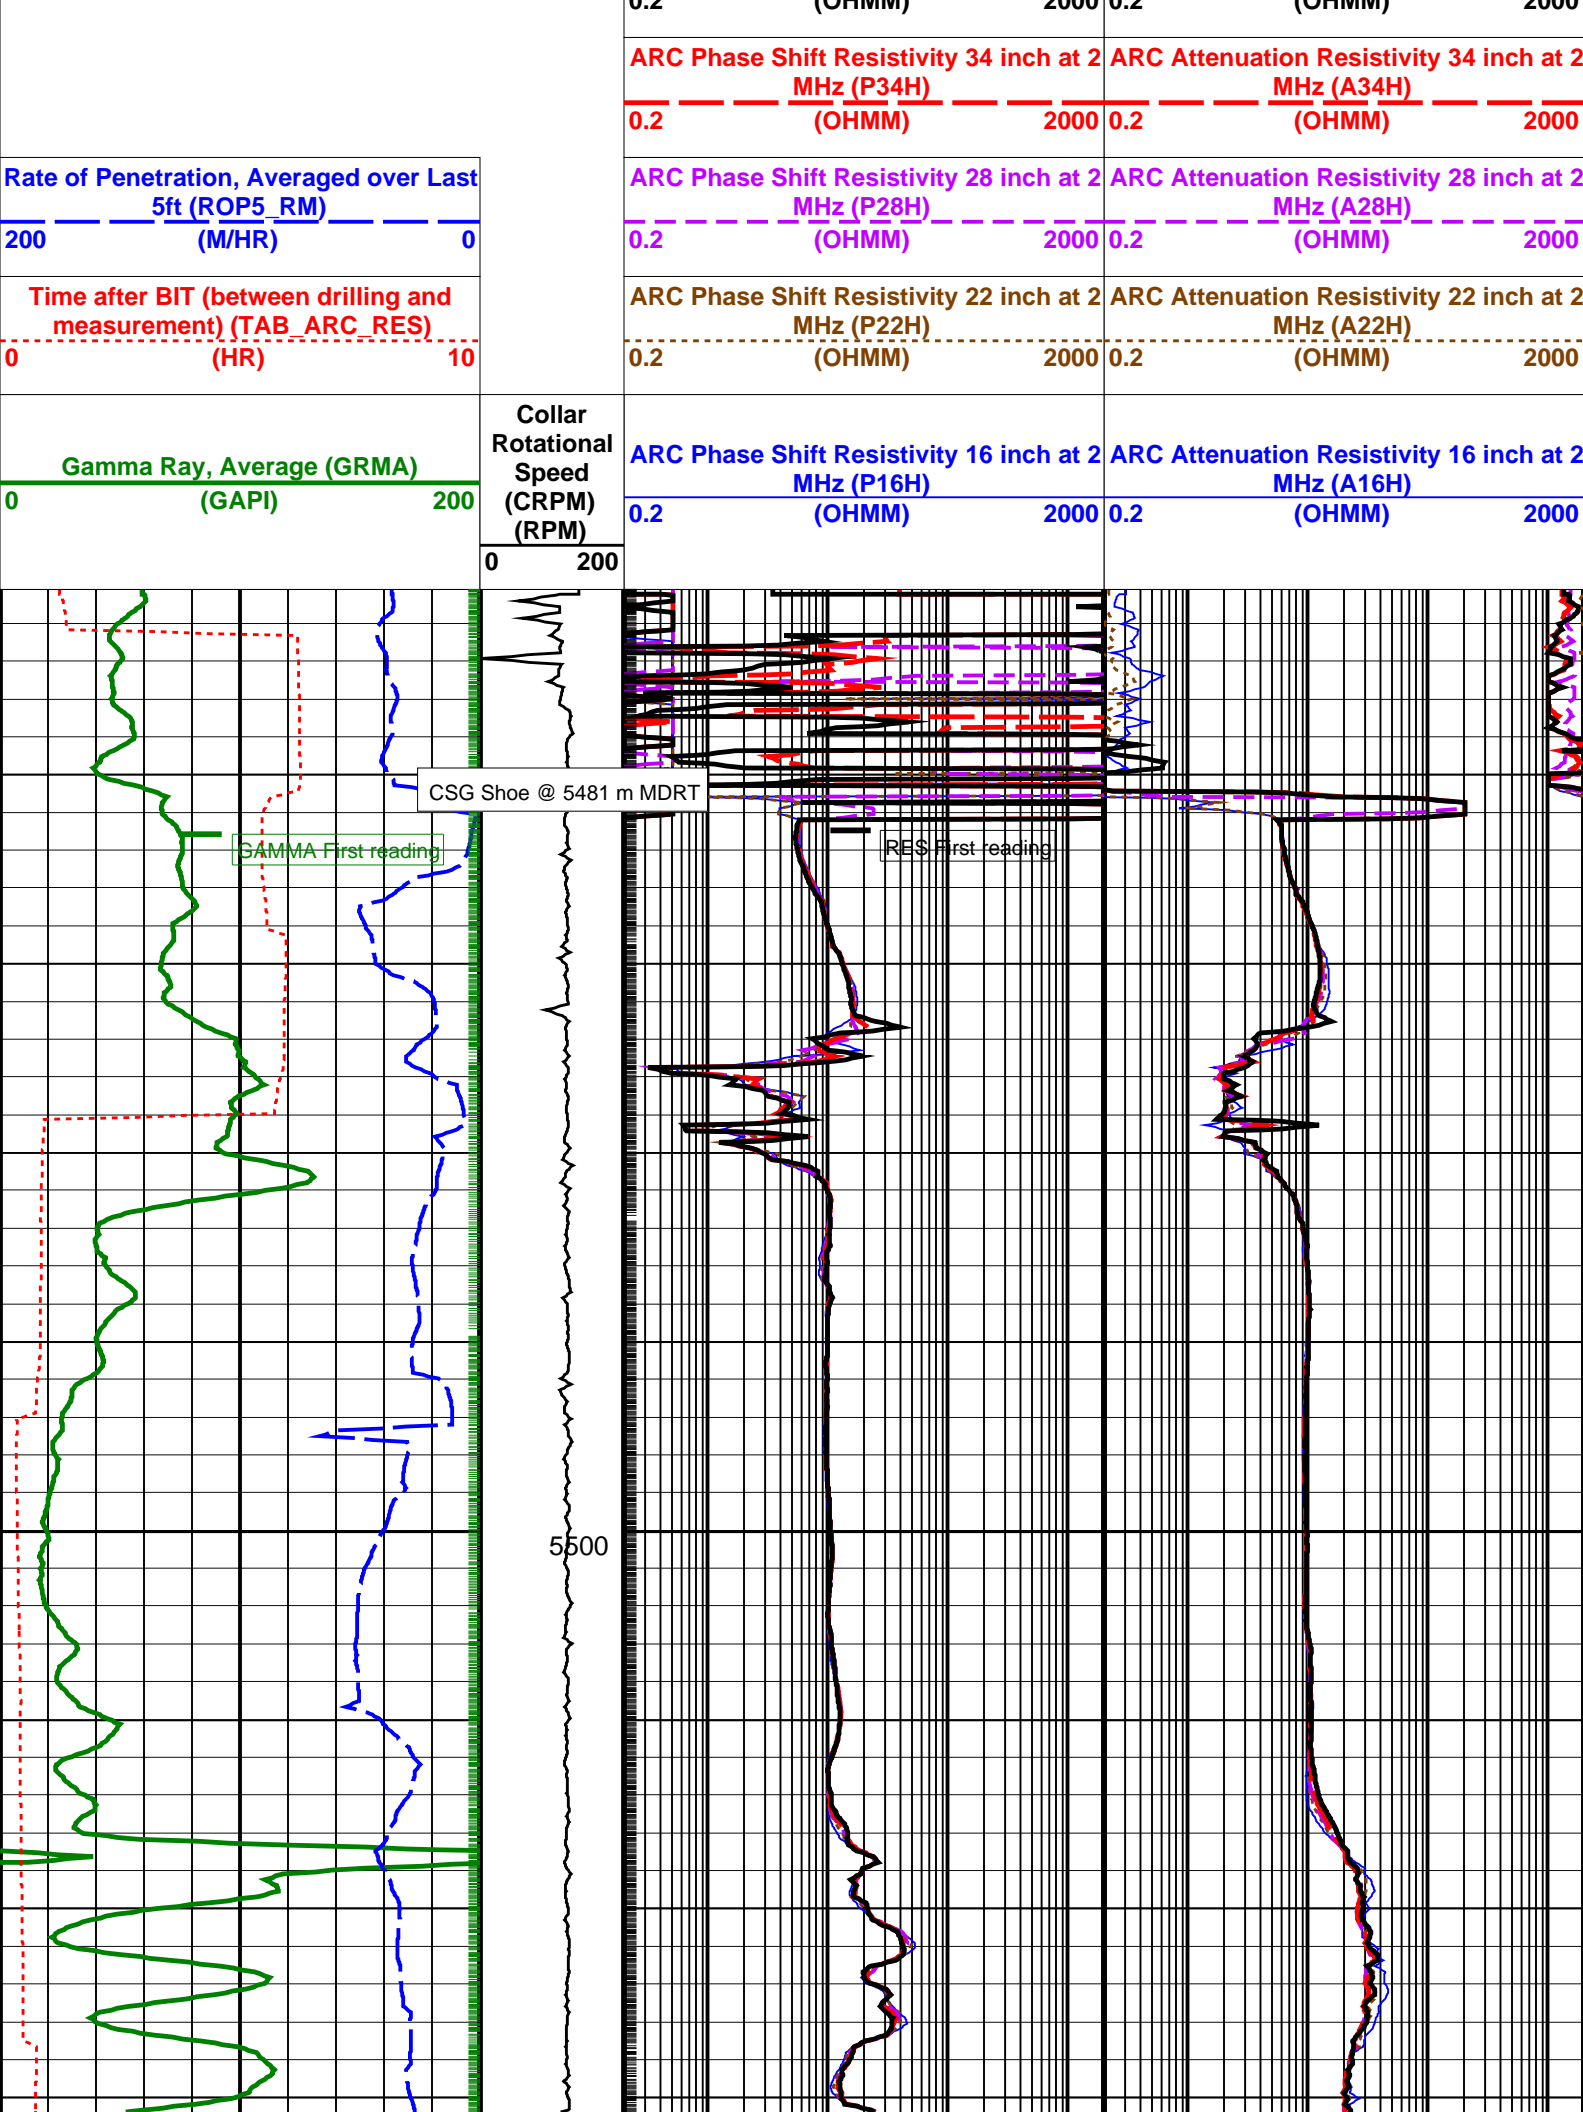 0.2 (OHMM) 2000 0.2 (OHMM) 2000
ARC Phase Shift Resistivity 34 inch at 2
MHz (P34H)
0.2 (OHMM) 2000
ARC Attenuation Resistivity 34 inch at 2
MHz (A34H)
0.2 (OHMM) 2000
Rate of Penetration, Averaged over Last
5ft (ROP5_RM)
200 (M/HR) 0
ARC Phase Shift Resistivity 28 inch at 2
MHz (P28H)
0.2 (OHMM) 2000
ARC Attenuation Resistivity 28 inch at 2
MHz (A28H)
0.2 (OHMM) 2000
Time after BIT (between drilling and
measurement) (TAB_ARC_RES)
0 (HR) 10
ARC Phase Shift Resistivity 22 inch at 2
MHz (P22H)
0.2 (OHMM) 2000
ARC Attenuation Resistivity 22 inch at 2
MHz (A22H)
0.2 (OHMM) 2000
Gamma Ray, Average (GRMA)
0 (GAPI) 200
Collar
Rotational
Speed
(CRPM)
(RPM)
0 200
ARC Phase Shift Resistivity 16 inch at 2
MHz (P16H)
0.2 (OHMM) 2000
ARC Attenuation Resistivity 16 inch at 2
MHz (A16H)
0.2 (OHMM) 2000
CSG Shoe @ 5481 m MDRT
GAMMA First reading
RES First reading
5500